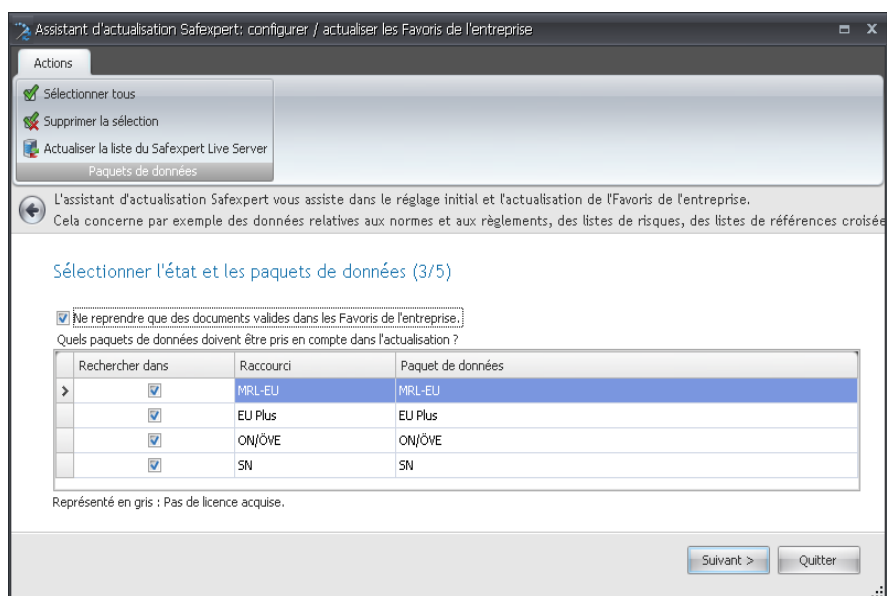 Assistant d'actualisation Safexpert: configurer / actualiser les Favoris de l'entreprise
Actions
Sélectionner tous
Supprimer la sélection
Actualiser la liste du Safexpert Live Server
Paquets de données
L'assistant d'actualisation Safexpert vous assiste dans le réglage initial et l'actualisation de l'Favoris de l'entreprise.
Cela concerne par exemple des données relatives aux normes et aux règlements, des listes de risques, des listes de références croisée
Sélectionner l'état et les paquets de données (3/5)
Ne reprendre que des documents valides dans les Favoris de l'entreprise.
Quels paquets de données doivent être pris en compte dans l'actualisation ?
Rechercher dans Raccourci Paquet de données
MRL-EU MRL-EU
EU Plus EU Plus
ON/ÖVE ON/ÖVE
SN SN
Représenté en gris : Pas de licence acquise.
Suivant > Quitter